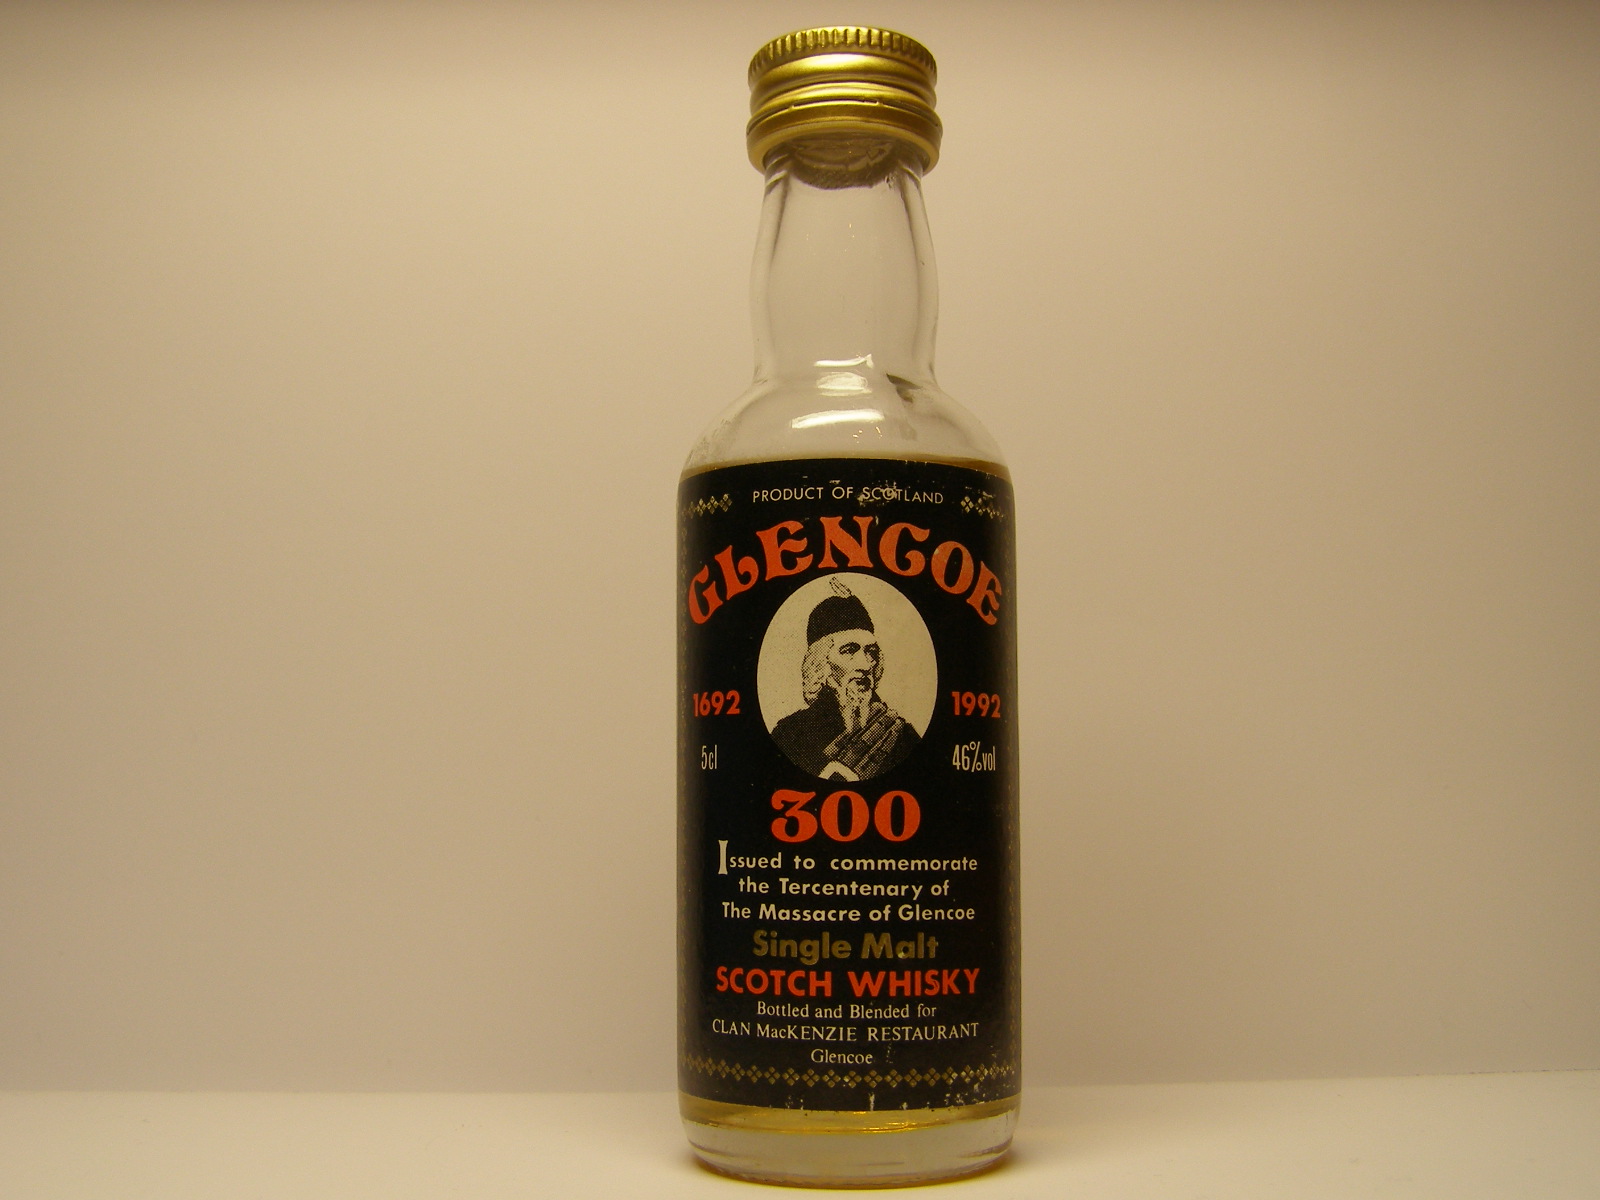 PRODUCT OF SCOTLAND
GLENCOE
1692 1992
5cl 46%vol
300
Issued to commemorate
the Tercentenary of
The Massacre of Glencoe
Single Malt
SCOTCH WHISKY
Bottled and Blended for
CLAN MacKENZIE RESTAURANT
Glencoe